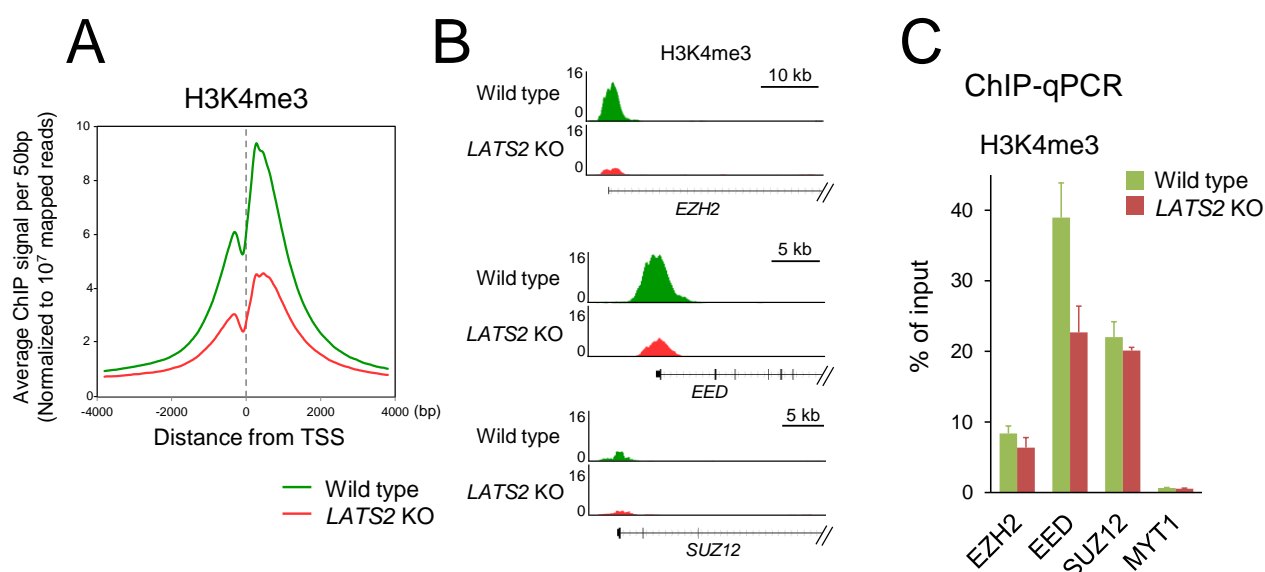 A
H3K4me3
Average ChIP signal per 50bp
(Normalized to 10⁷ mapped reads)
10
8
6
4
2
0
-4000
-2000
0
2000
4000
(bp)
Distance from TSS
Wild type
LATS2 KO
B
H3K4me3
10 kb
Wild type
16
0
LATS2 KO
16
0
EZH2
5 kb
Wild type
16
0
LATS2 KO
16
0
EED
5 kb
Wild type
16
0
LATS2 KO
16
0
SUZ12
C
ChIP-qPCR
H3K4me3
Wild type
LATS2 KO
% of input
40
30
20
10
0
EZH2
EED
SUZ12
MYT1